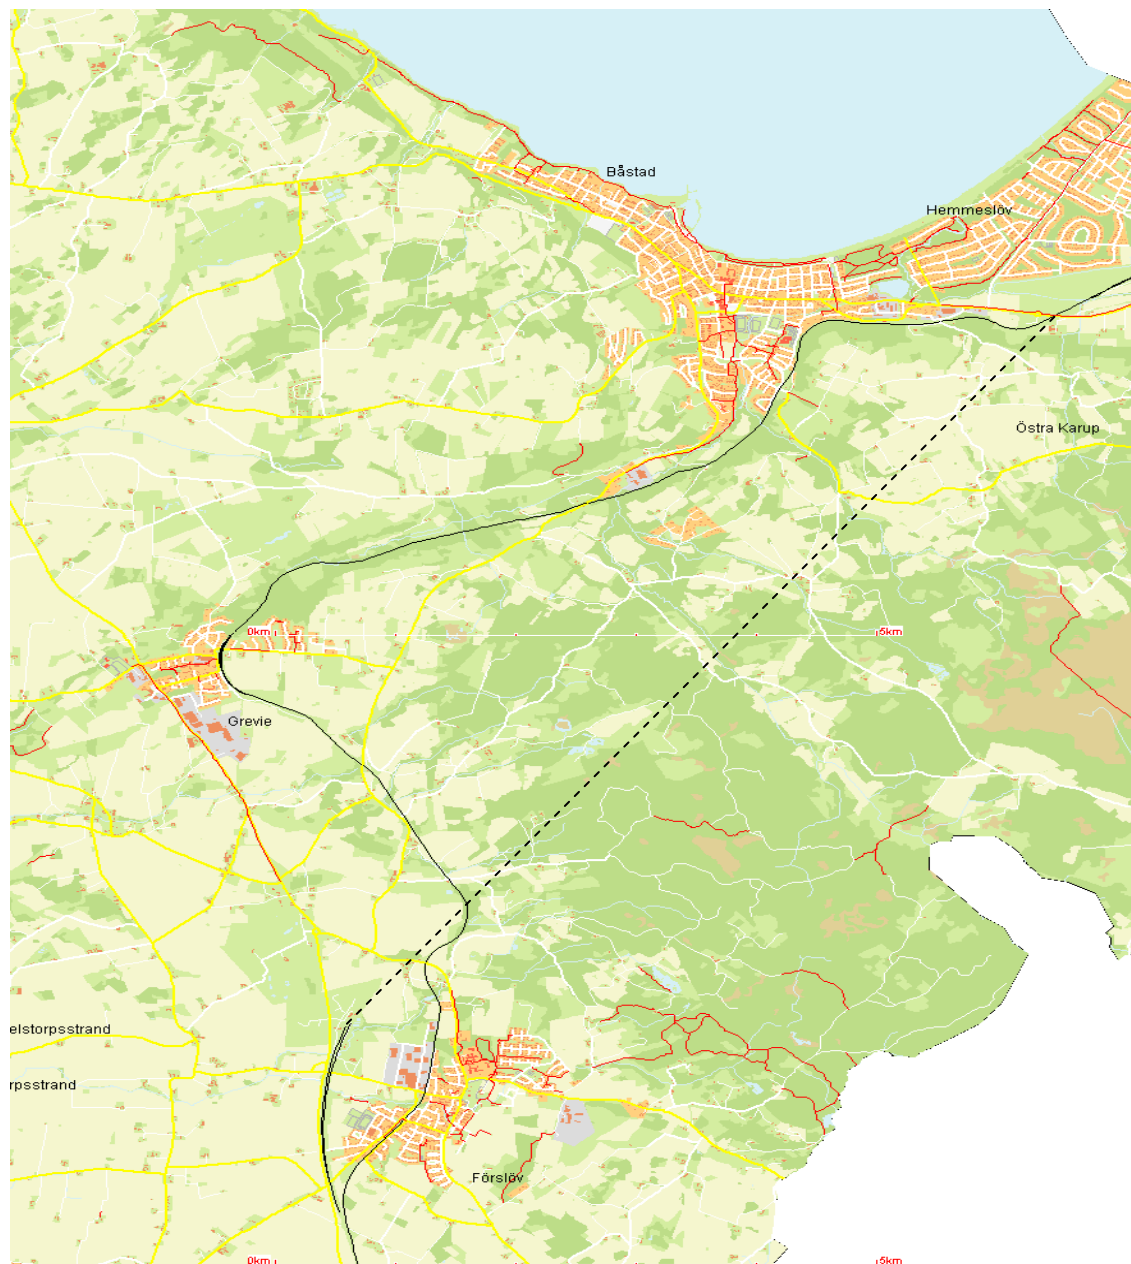 Båstad
Hemmeslöv
Östra Karup
0km
5km
Grevie
elstorpsstrand
rpsstrand
Förslöv
0km
5km